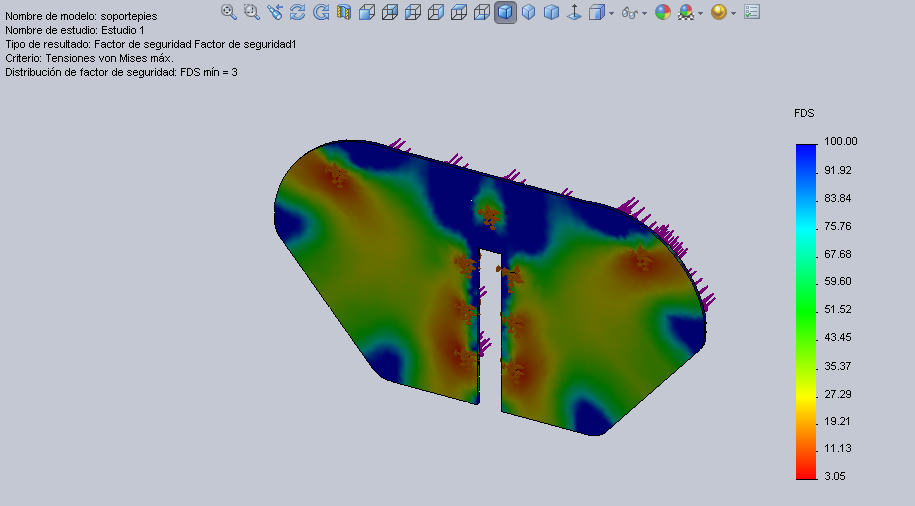 Nombre de modelo: soportepies
Nombre de estudio: Estudio 1
Tipo de resultado: Factor de seguridad Factor de seguridad1
Criterio: Tensiones von Mises máx.
Distribución de factor de seguridad: FDS mín = 3
FDS
100.00
91.92
83.84
75.76
67.68
59.60
51.52
43.45
35.37
27.29
19.21
11.13
3.05